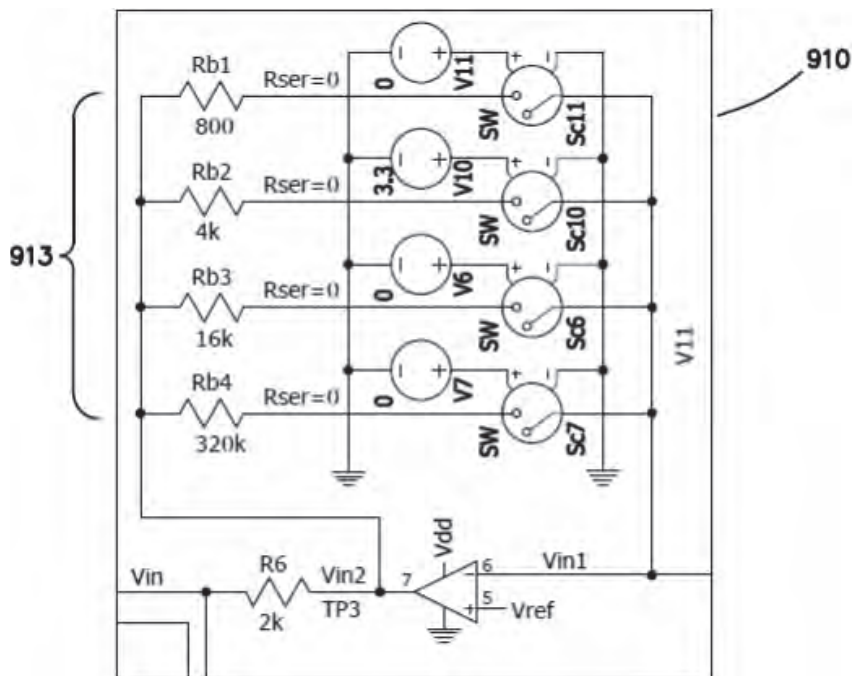 910
Rb1
800
Rser=0
0
V11
SW
Sc11
Rb2
4k
Rser=0
3.3
V10
SW
Sc10
913
Rb3
16k
Rser=0
0
V6
SW
Sc6
V11
Rb4
320k
Rser=0
0
V7
SW
Sc7
Vin
R6
2k
Vin2
TP3
7
Vdd
6
5
Vin1
Vref